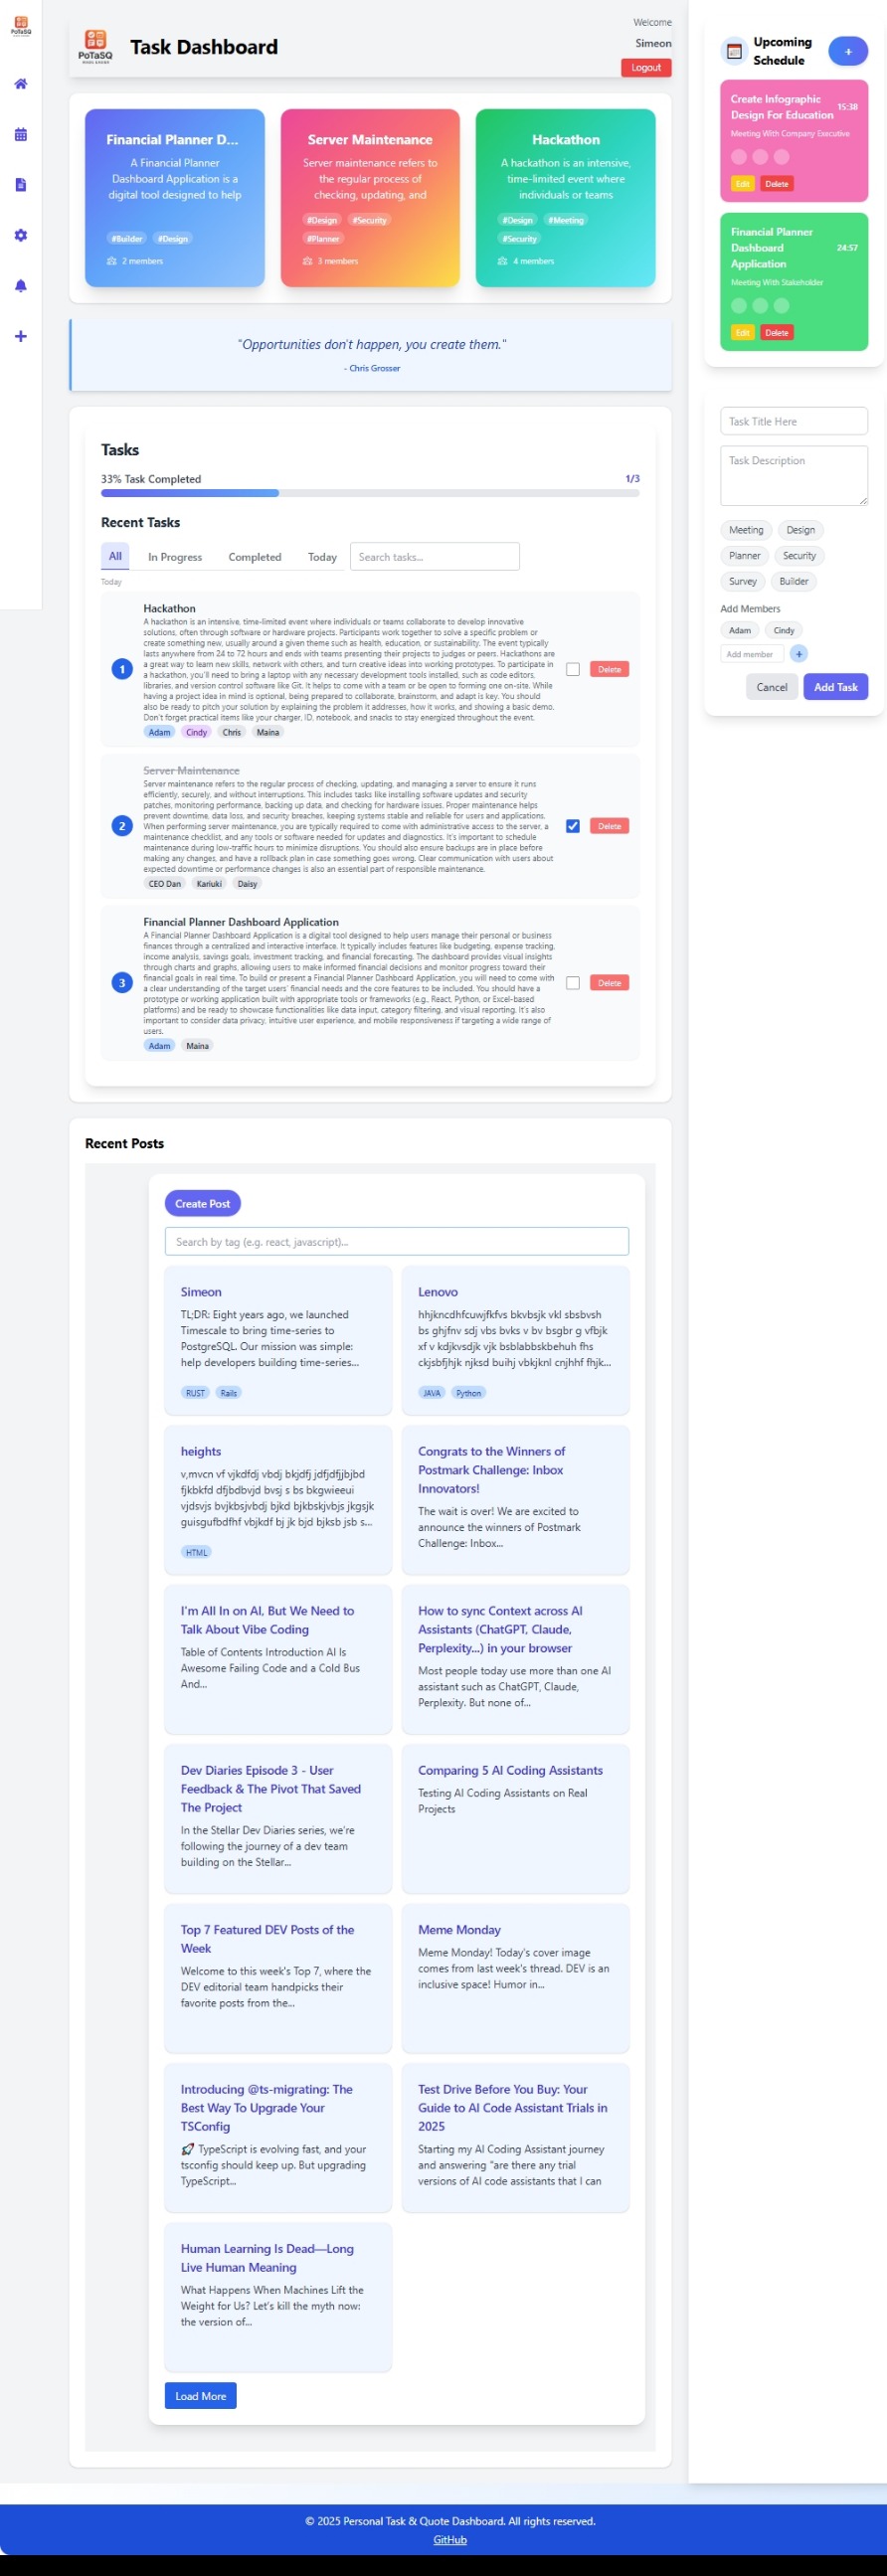 PoTaSQ
PoTaSQ
Task Dashboard
Welcome
Simeon
Logout
Financial Planner D...
A Financial Planner
Dashboard Application is a
digital tool designed to help
#Builder #Design
2 members
Server Maintenance
Server maintenance refers to
the regular process of
checking, updating, and
#Design #Security
#Planner
3 members
Hackathon
A hackathon is an intensive,
time-limited event where
individuals or teams
#Design #Meeting
#Security
4 members
"Opportunities don't happen, you create them."
- Chris Grosser
Tasks
33% Task Completed 1/3
Recent Tasks
All In Progress Completed Today Search tasks...
Today
1
Hackathon
A hackathon is an intensive, time-limited event where individuals or teams collaborate to develop innovative
solutions, often through software or hardware projects. Participants work together to solve a specific problem or
create something new, usually around a given theme such as health, education, or sustainability. The event typically
lasts anywhere from 24 to 72 hours and ends with teams presenting their projects to judges or peers. Hackathons are
a great way to learn new skills, network with others, and turn creative ideas into working prototypes. To participate in
a hackathon, you'll need to bring a laptop with any necessary development tools installed, such as code editors,
libraries, and version control software like Git. It helps to come with a team or be open to forming one on-site. While
having a project idea in mind is optional, being prepared to collaborate, brainstorm, and adapt is key. You should
also be ready to pitch your solution by explaining the problem it addresses, how it works, and showing a basic demo.
Don't forget practical items like your charger, ID, notebook, and snacks to stay energized throughout the event.
Adam Cindy Chris Maina
Delete
2
Server Maintenance
Server maintenance refers to the regular process of checking, updating, and managing a server to ensure it runs
efficiently, securely, and without interruptions. This includes tasks like installing software updates and security
patches, monitoring performance, backing up data, and checking for hardware issues. Proper maintenance helps
prevent downtime, data loss, and security breaches, keeping systems stable and reliable for users and applications.
When performing server maintenance, you are typically required to come with administrative access to the server, a
maintenance checklist, and any tools or software needed for updates and diagnostics. It's important to schedule
maintenance during low-traffic hours to minimize disruptions. You should also ensure backups are in place before
making any changes, and have a rollback plan in case something goes wrong. Clear communication with users about
expected downtime or performance changes is also an essential part of responsible maintenance.
CEO Dan Kariuki Daisy
Delete
3
Financial Planner Dashboard Application
A Financial Planner Dashboard Application is a digital tool designed to help users manage their personal or business
finances through a centralized and interactive interface. It typically includes features like budgeting, expense tracking,
income analysis, savings goals, investment tracking, and financial forecasting. The dashboard provides visual insights
through charts and graphs, allowing users to make informed financial decisions and monitor progress toward their
financial goals in real time. To build or present a Financial Planner Dashboard Application, you will need to come with
a clear understanding of the target users' financial needs and the core features to be included. You should have a
prototype or working application built with appropriate tools or frameworks (e.g., React, Python, or Excel-based
platforms) and be ready to showcase functionalities like data input, category filtering, and visual reporting. It's also
important to consider data privacy, intuitive user experience, and mobile responsiveness if targeting a wide range of
users.
Adam Maina
Delete
Recent Posts
Create Post
Search by tag (e.g. react, javascript)...
Simeon
TL;DR: Eight years ago, we launched
Timescale to bring time-series to
PostgreSQL. Our mission was simple:
help developers building time-series...
RUST Rails
Lenovo
hhjkncdhfcuwjfkfvs bkvbsjk vkl sbsbvsh
bs ghjfnv sdj vbs bvks v bv bsgbr g vfbjk
xf v kdjkvsdjk vjk bsblabbskbehuh fhs
ckjsbfjhjk njksd buihj vbkjknl cnjhhf fhjk...
JAVA Python
heights
v,mvcn vf vjkdfdj vbdj bkjdfj jdfjdfjjbjbd
fjkbkfd dfjbdbvjd bvsj s bs bkgwieeui
vjdsvjs bvjkbsjvbdj bjkd bjkbskjvbjs jkgsjk
guisgufbdfhf vbjkdf bj jk bjd bjksb jsb s...
HTML
Congrats to the Winners of
Postmark Challenge: Inbox
Innovators!
The wait is over! We are excited to
announce the winners of Postmark
Challenge: Inbox...
I'm All In on AI, But We Need to
Talk About Vibe Coding
Table of Contents Introduction AI Is
Awesome Failing Code and a Cold Bus
And...
How to sync Context across AI
Assistants (ChatGPT, Claude,
Perplexity...) in your browser
Most people today use more than one AI
assistant such as ChatGPT, Claude,
Perplexity. But none of...
Dev Diaries Episode 3 - User
Feedback & The Pivot That Saved
The Project
In the Stellar Dev Diaries series, we're
following the journey of a dev team
building on the Stellar...
Comparing 5 AI Coding Assistants
Testing AI Coding Assistants on Real
Projects
Top 7 Featured DEV Posts of the
Week
Welcome to this week's Top 7, where the
DEV editorial team handpicks their
favorite posts from the...
Meme Monday
Meme Monday! Today's cover image
comes from last week's thread. DEV is an
inclusive space! Humor in...
Introducing @ts-migrating: The
Best Way To Upgrade Your
TSConfig
🚀 TypeScript is evolving fast, and your
tsconfig should keep up. But upgrading
TypeScript...
Test Drive Before You Buy: Your
Guide to AI Code Assistant Trials in
2025
Starting my AI Coding Assistant journey
and answering "are there any trial
versions of AI code assistants that I can
Human Learning Is Dead—Long
Live Human Meaning
What Happens When Machines Lift the
Weight for Us? Let's kill the myth now:
the version of...
Load More
Upcoming
Schedule
+
Create Infographic
Design For Education
15:38
Meeting With Company Executive
Edit Delete
Financial Planner
Dashboard
Application
24:57
Meeting With Stakeholder
Edit Delete
Task Title Here
Task Description
Meeting Design
Planner Security
Survey Builder
Add Members
Adam Cindy
Add member +
Cancel Add Task
© 2025 Personal Task & Quote Dashboard. All rights reserved.
GitHub